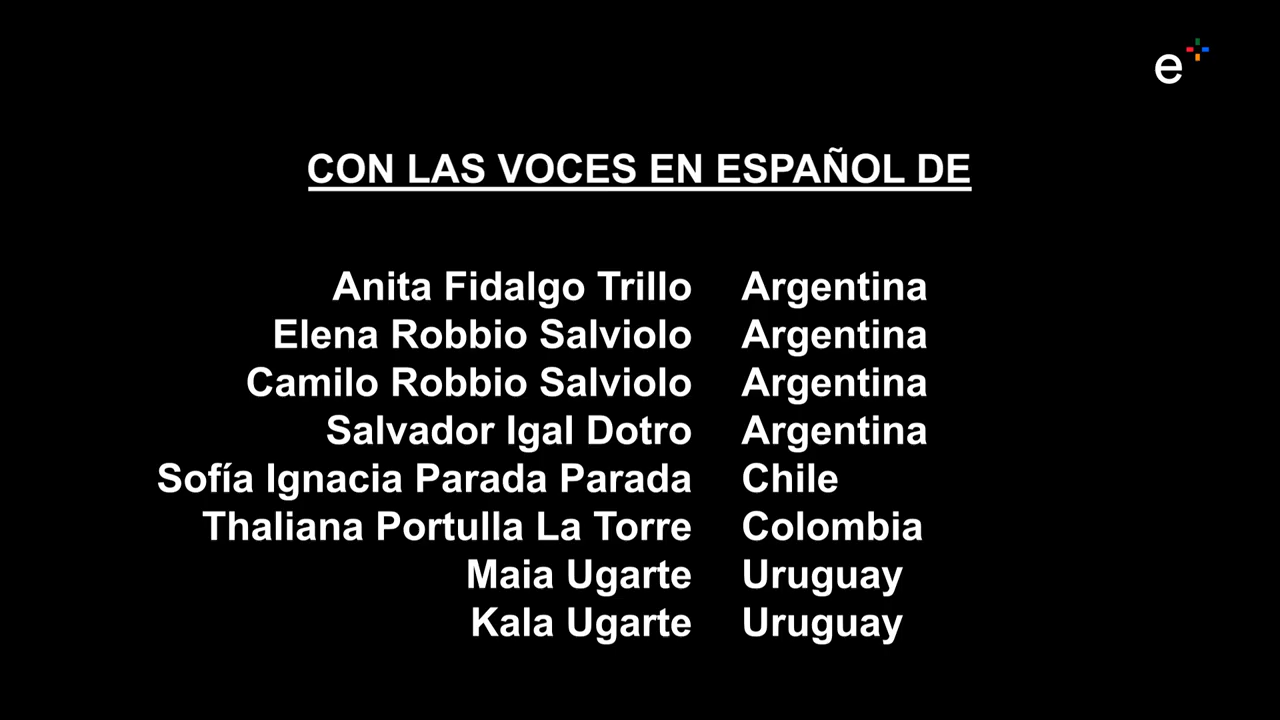 e+
CON LAS VOCES EN ESPAÑOL DE
Anita Fidalgo Trillo Argentina
Elena Robbio Salviolo Argentina
Camilo Robbio Salviolo Argentina
Salvador Igal Dotro Argentina
Sofía Ignacia Parada Parada Chile
Thaliana Portulla La Torre Colombia
Maia Ugarte Uruguay
Kala Ugarte Uruguay